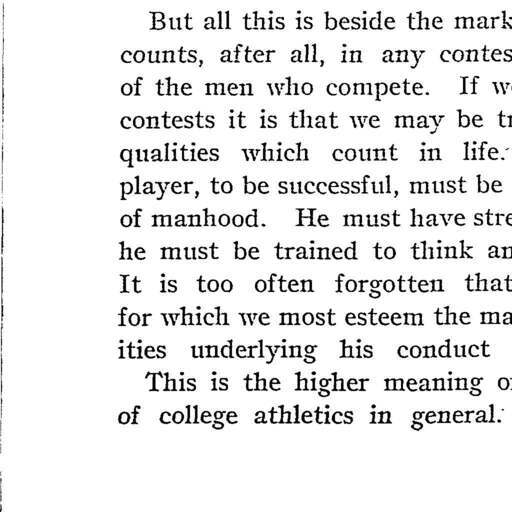 But all this is beside the mark
counts, after all, in any contes
of the men who compete. If w
contests it is that we may be t
qualities which count in life.
player, to be successful, must be
of manhood. He must have stre
he must be trained to think an
It is too often forgotten that
for which we most esteem the ma
ities underlying his conduct
This is the higher meaning o
of college athletics in general.